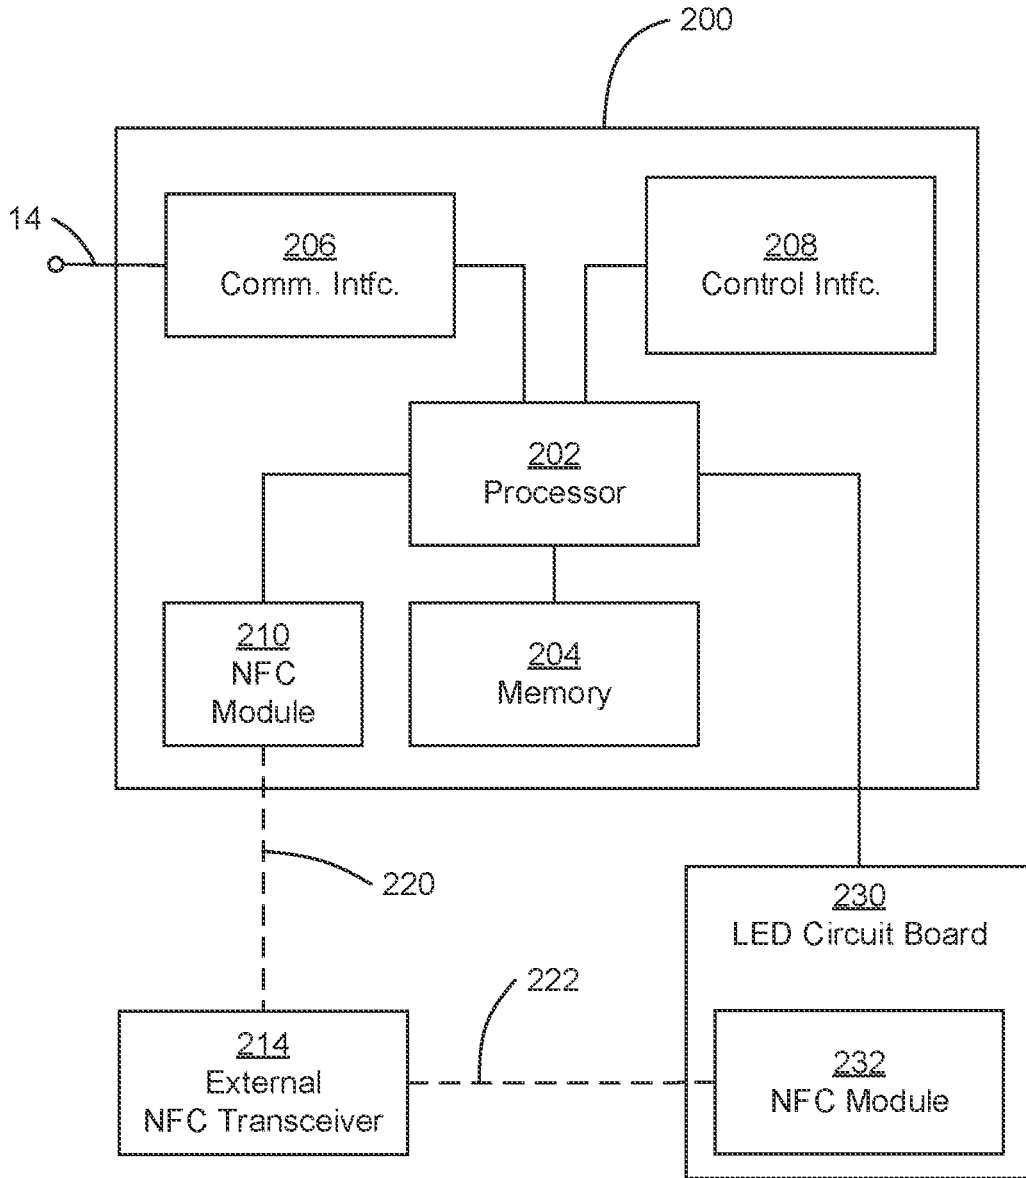 200
14
206
Comm. Intfc.
208
Control Intfc.
202
Processor
210
NFC
Module
204
Memory
220
230
LED Circuit Board
222
214
External
NFC Transceiver
232
NFC Module